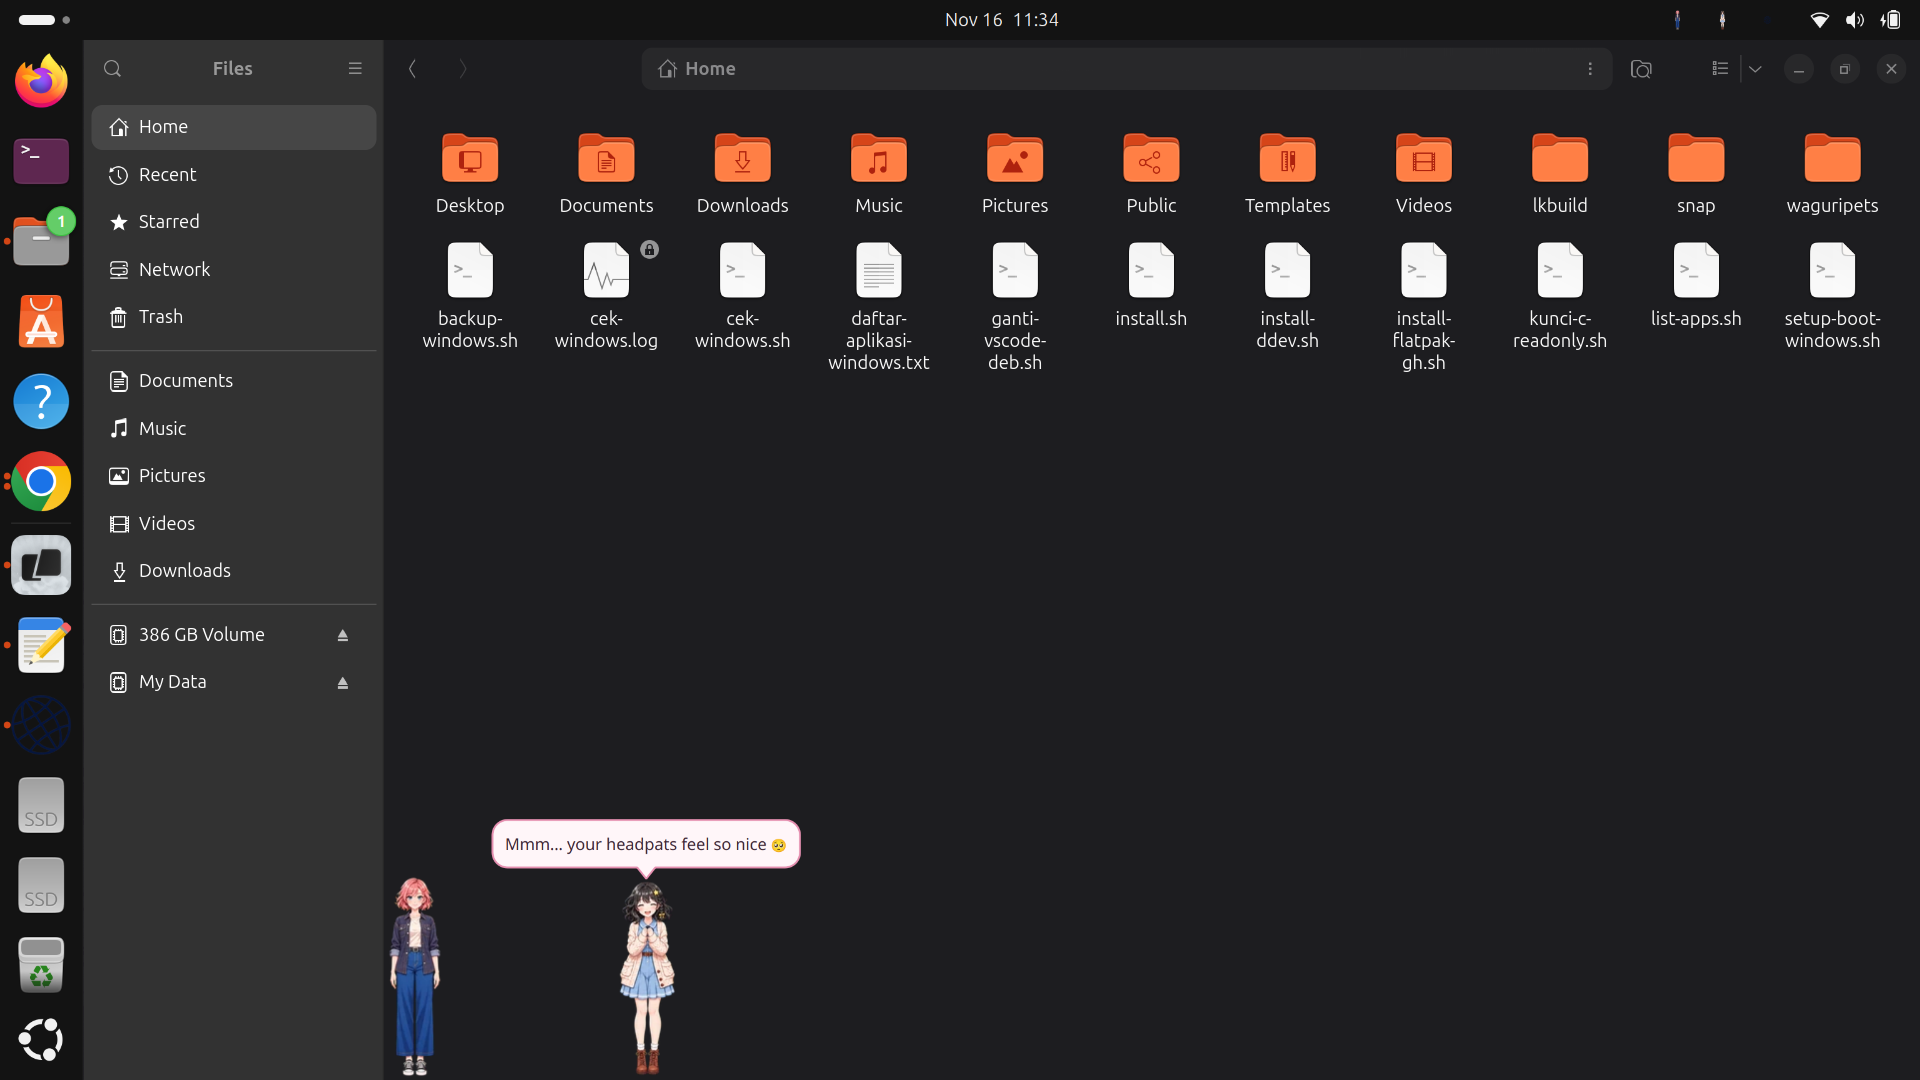 Nov 16 11:34
Files
Home
Home
Recent
Starred
Network
Trash
Documents
Music
Pictures
Videos
Downloads
386 GB Volume
My Data
1
>_
?
SSD
SSD
Desktop
Documents
Downloads
Music
Pictures
Public
Templates
Videos
lkbuild
snap
waguripets
backup-
windows.sh
cek-
windows.log
cek-
windows.sh
daftar-
aplikasi-
windows.txt
ganti-
vscode-
deb.sh
install.sh
install-
ddev.sh
install-
flatpak-
gh.sh
kunci-c-
readonly.sh
list-apps.sh
setup-boot-
windows.sh
Mmm... your headpats feel so nice 🥺